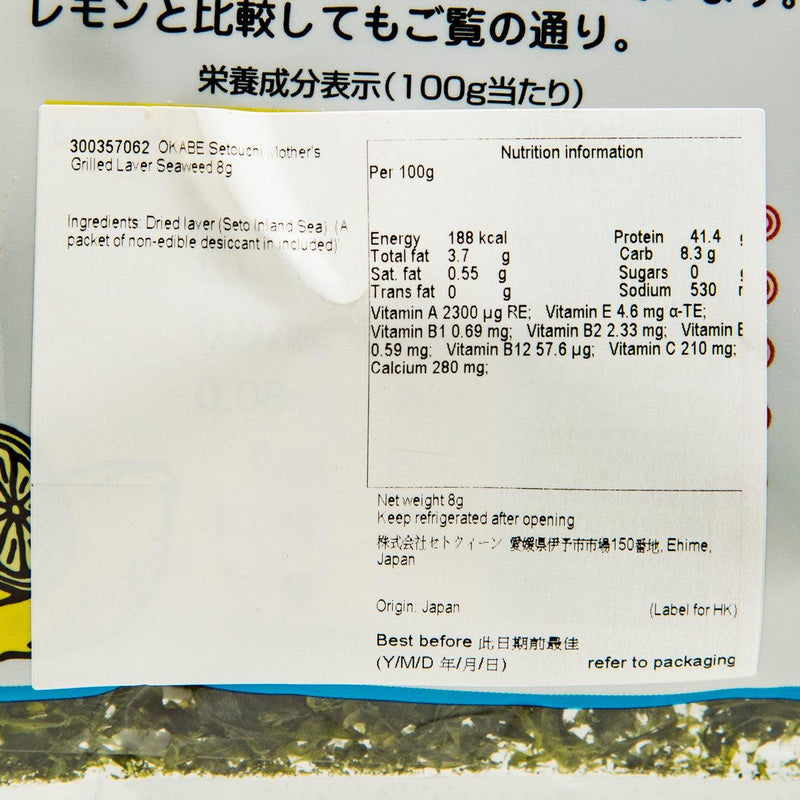 レモンと比較してもご覧の通り。
栄養成分表示(100g当たり)
300357062 OKABE Setouchi Mother's
Grilled Laver Seaweed 8g
Ingredients: Dried laver (Seto Inland Sea). (A
packet of non-edible desiccant in included)
Nutrition information
Per 100g
Energy 188 kcal Protein 41.4
Total fat 3.7 g Carb 8.3 g
Sat. fat 0.55 g Sugars 0
Trans fat 0 g Sodium 530
Vitamin A 2300 µg RE; Vitamin E 4.6 mg α-TE;
Vitamin B1 0.69 mg; Vitamin B2 2.33 mg; Vitamin
0.59 mg; Vitamin B12 57.6 µg; Vitamin C 210 mg;
Calcium 280 mg;
Net weight 8g
Keep refrigerated after opening
株式会社セトクィーン 愛媛県伊予市市場150番地, Ehime,
Japan
Origin: Japan (Label for HK)
Best before 此日期前最佳
(Y/M/D 年/月/日) refer to packaging